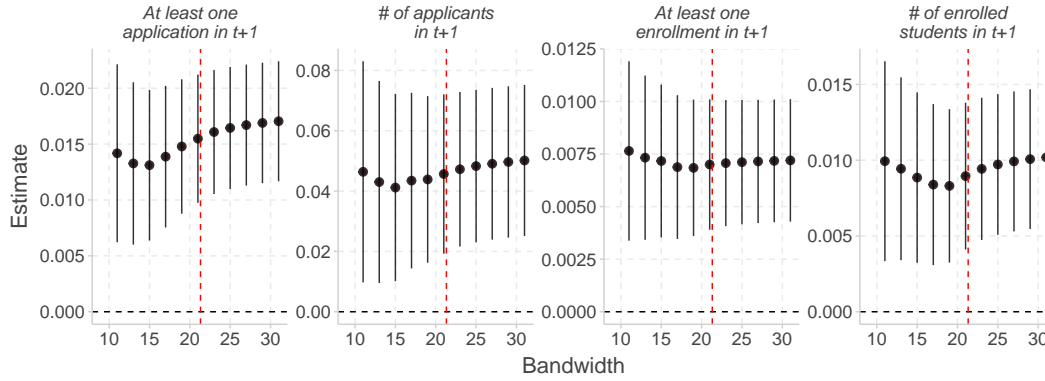 At least one
application in t+1
# of applicants
in t+1
At least one
enrollment in t+1
# of enrolled
students in t+1
Estimate
0.020
0.015
0.010
0.005
0.000
0.08
0.06
0.04
0.02
0.00
0.0125
0.0100
0.0075
0.0050
0.0025
0.0000
0.015
0.010
0.005
0.000
10 15 20 25 30
10 15 20 25 30
10 15 20 25 30
10 15 20 25 30
Bandwidth